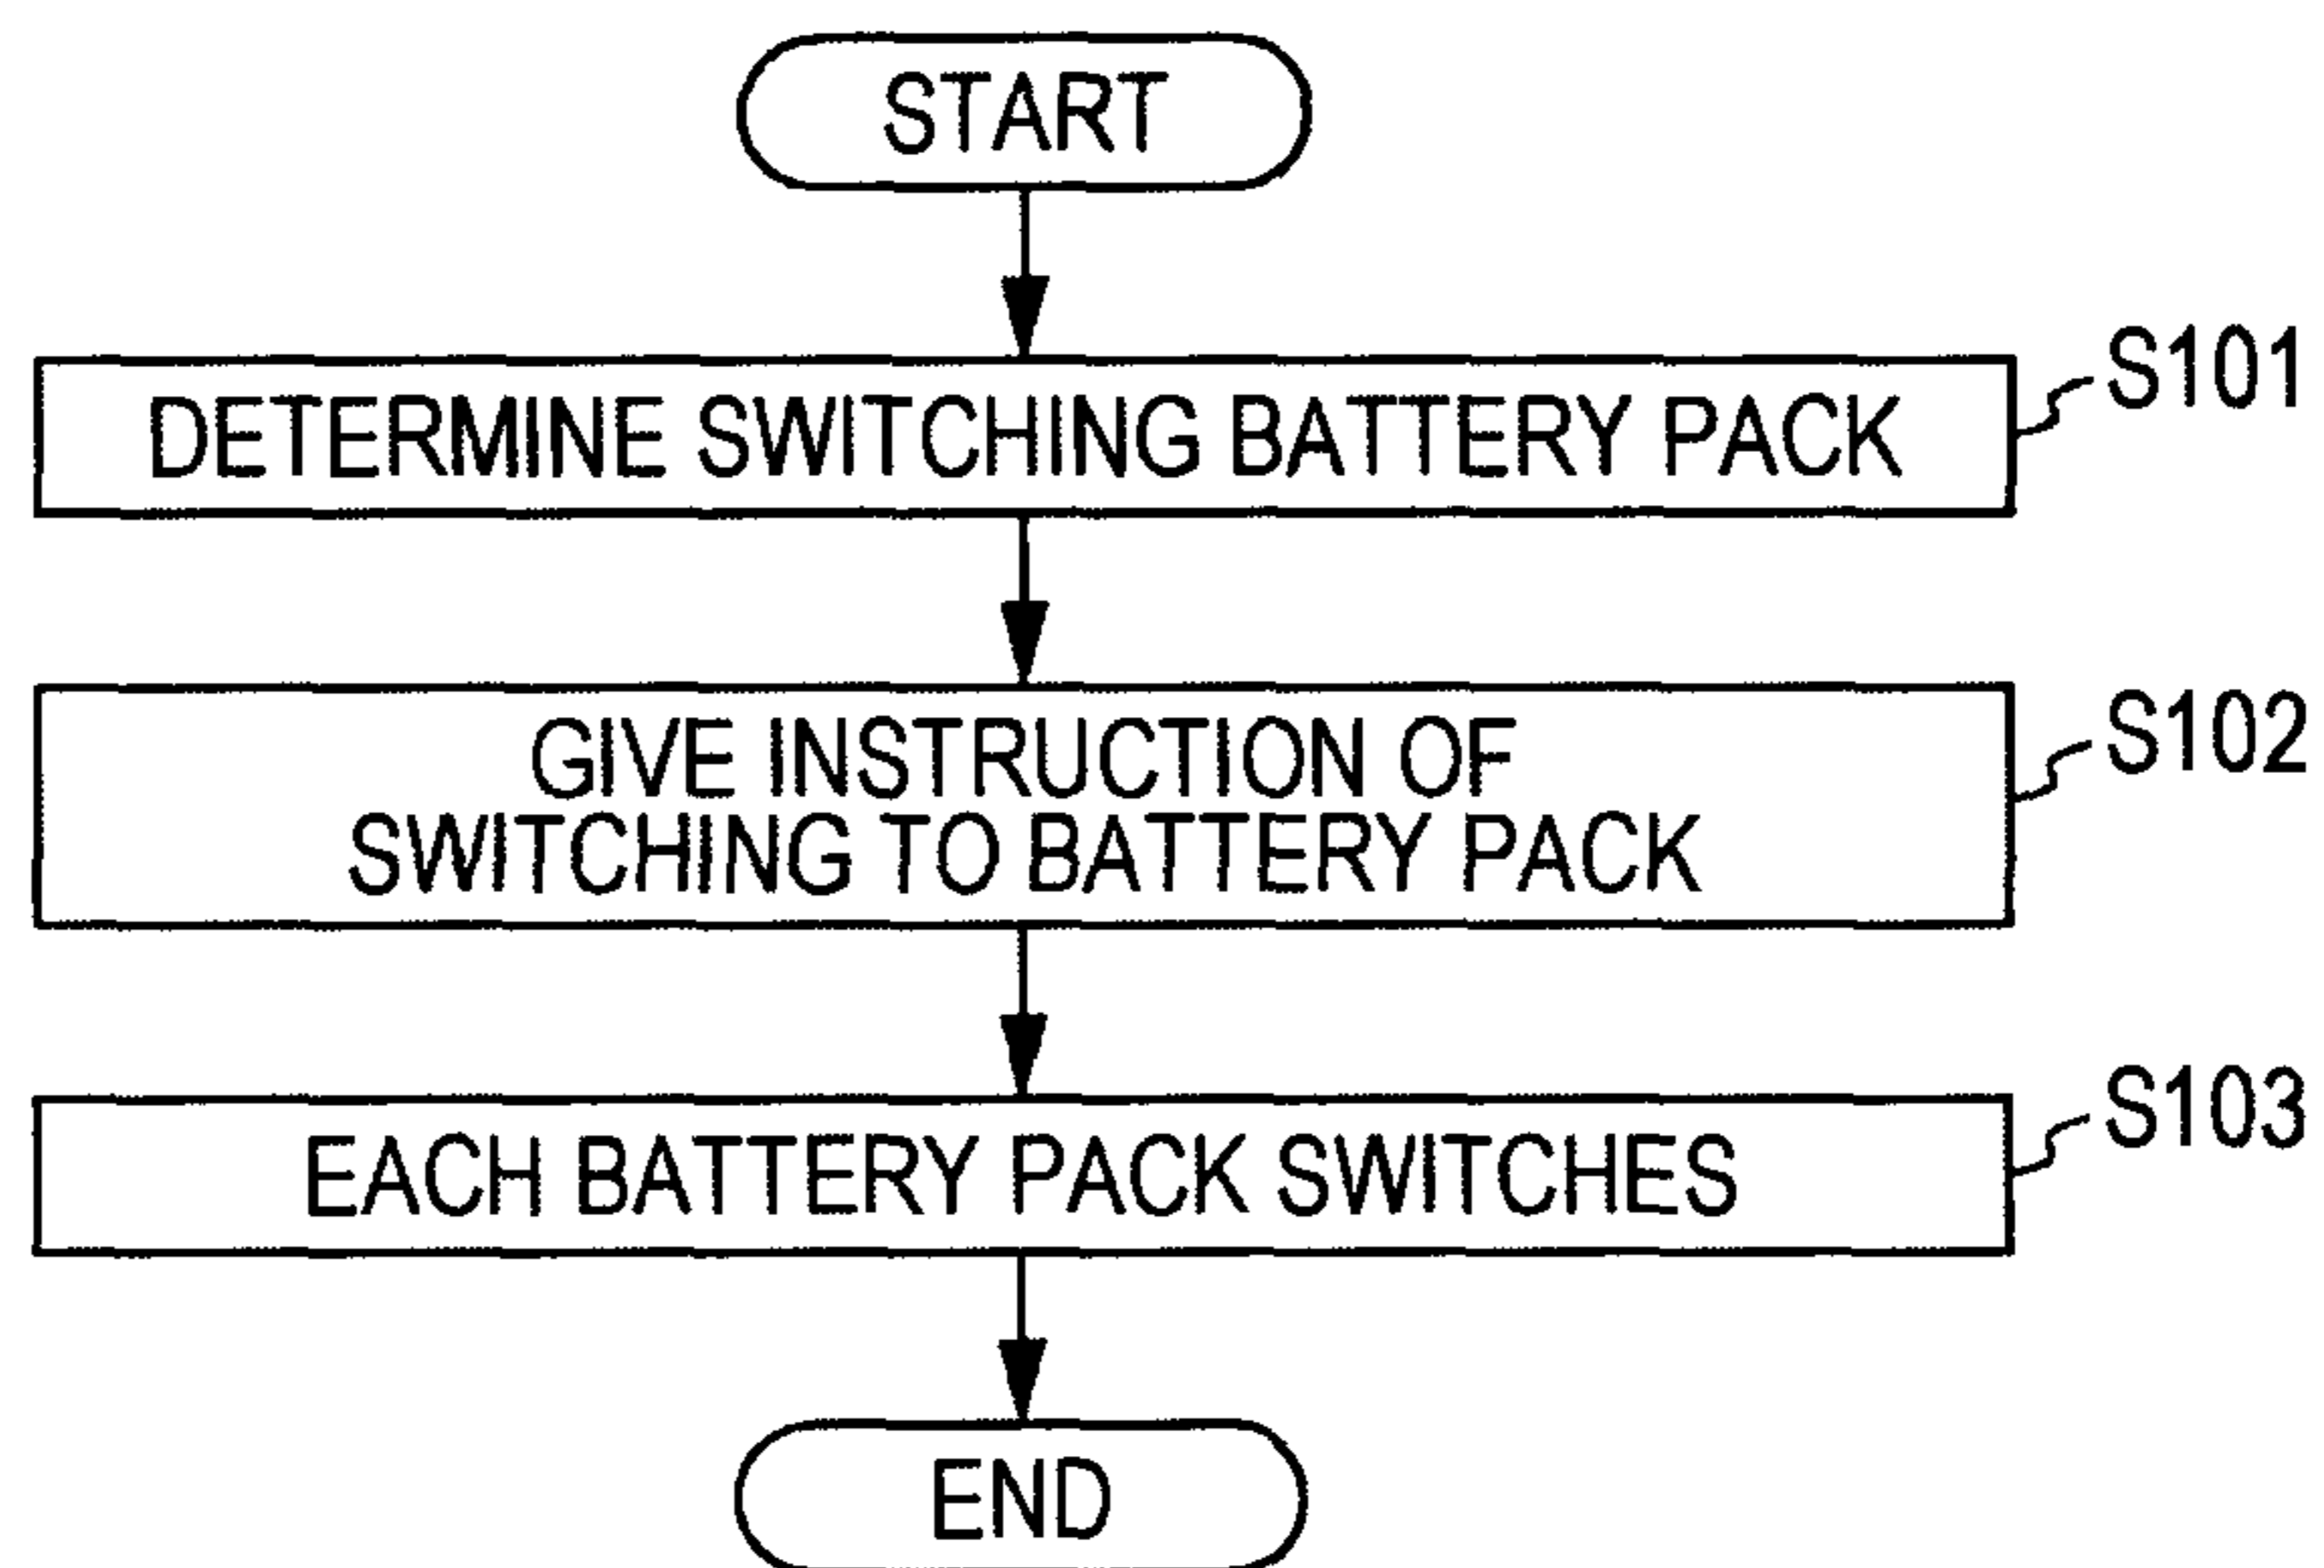 START
DETERMINE SWITCHING BATTERY PACK
S101
GIVE INSTRUCTION OF
SWITCHING TO BATTERY PACK
S102
EACH BATTERY PACK SWITCHES
S103
END